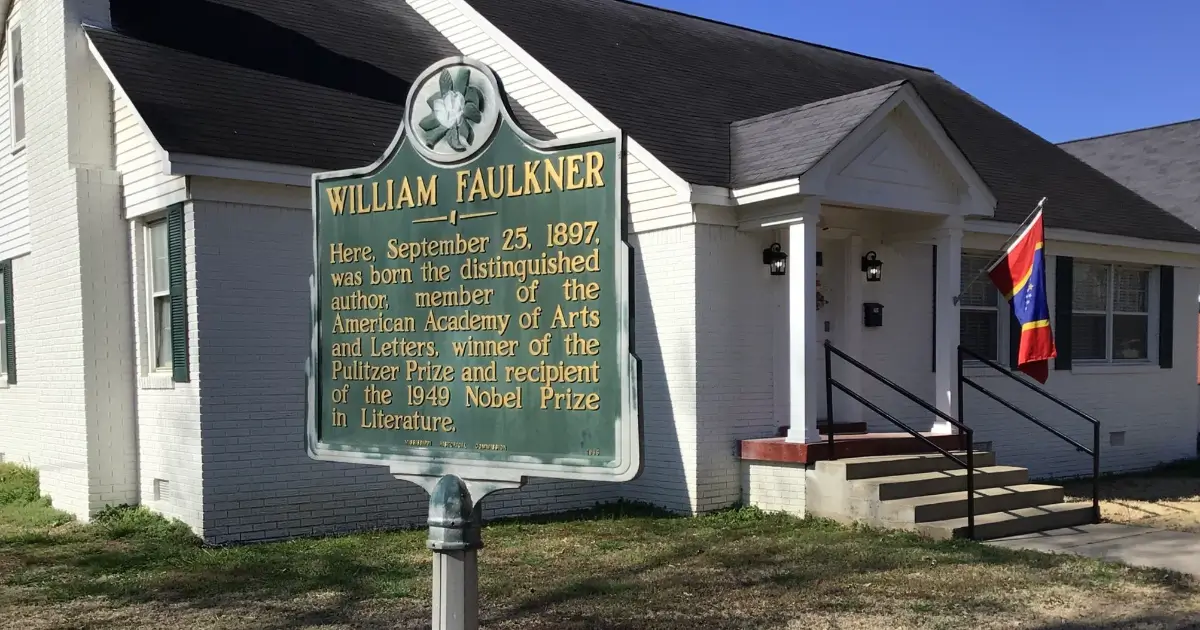 WILLIAM FAULKNER
Here, September 25, 1897,
was born the distinguished
author, member of the
American Academy of Arts
and Letters, winner of the
Pulitzer Prize and recipient
of the 1949 Nobel Prize
in Literature.